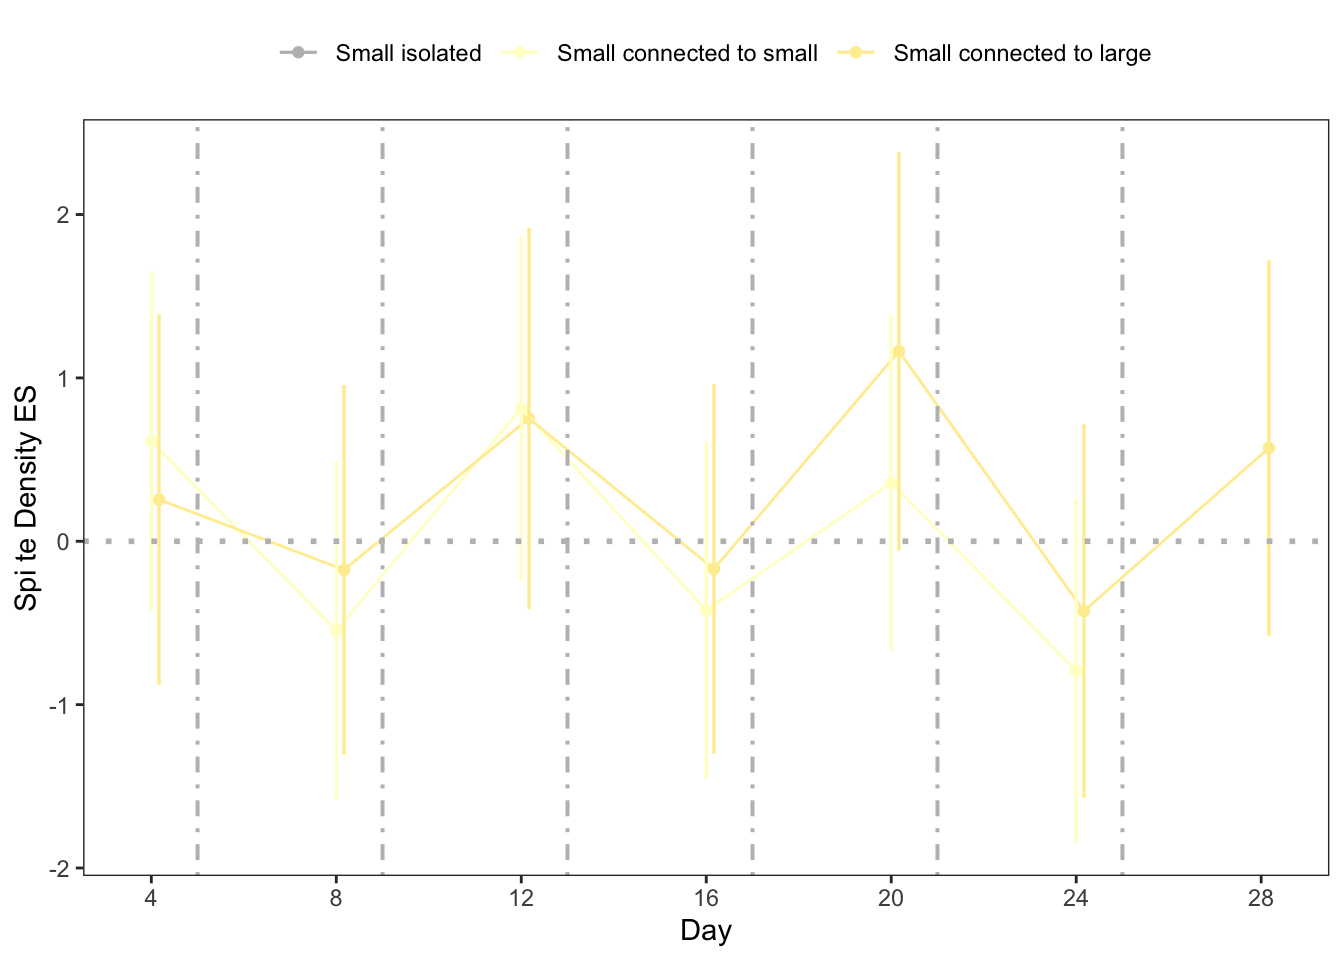 Small isolated Small connected to small Small connected to large
Spi te Density ES
2
1
0
-1
-2
4 8 12 16 20 24 28
Day